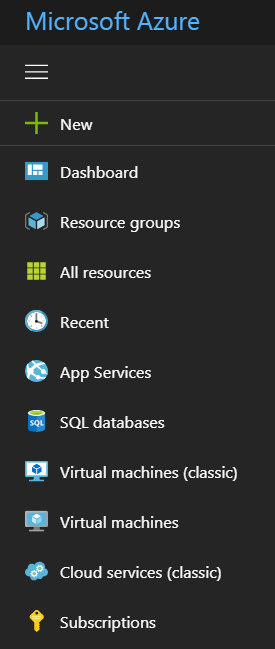 Microsoft Azure
New
Dashboard
Resource groups
All resources
Recent
App Services
SQL
SQL databases
Virtual machines (classic)
Virtual machines
Cloud services (classic)
Subscriptions